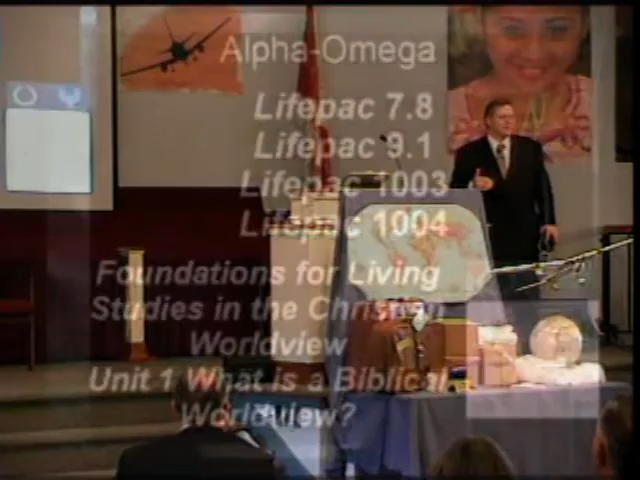 Alpha-Omega
Lifepac 7.8
Lifepac 9.1
Lifepac 1003
Lifepac 1004
Foundations for Living
Studies in the Christian
Worldview
Unit 1 What is a Biblical
Worldview?